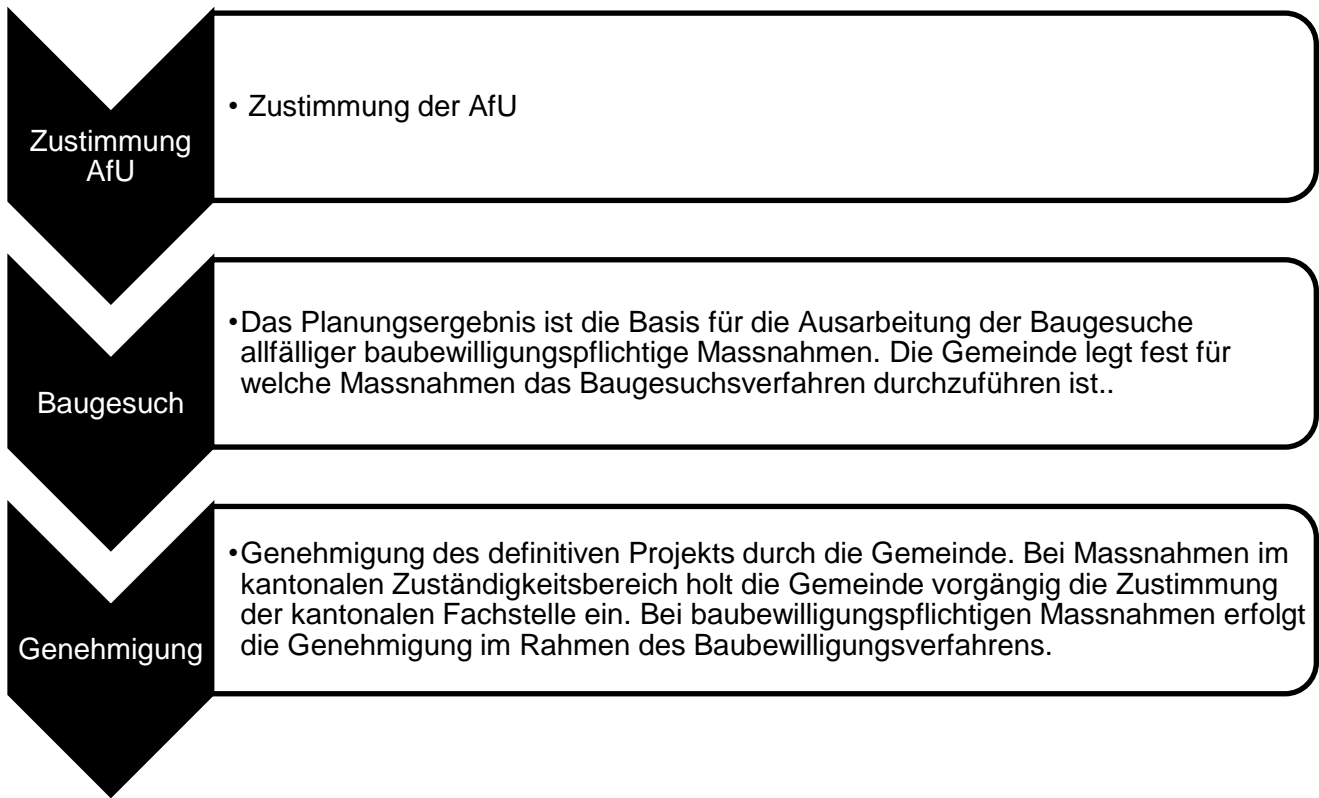 Zustimmung
AfU
• Zustimmung der AfU
Baugesuch
•Das Planungsergebnis ist die Basis für die Ausarbeitung der Baugesuche
allfälliger baubewilligungspflichtige Massnahmen. Die Gemeinde legt fest für
welche Massnahmen das Baugesuchsverfahren durchzuführen ist..
Genehmigung
•Genehmigung des definitiven Projekts durch die Gemeinde. Bei Massnahmen im
kantonalen Zuständigkeitsbereich holt die Gemeinde vorgängig die Zustimmung
der kantonalen Fachstelle ein. Bei baubewilligungspflichtigen Massnahmen erfolgt
die Genehmigung im Rahmen des Baubewilligungsverfahrens.